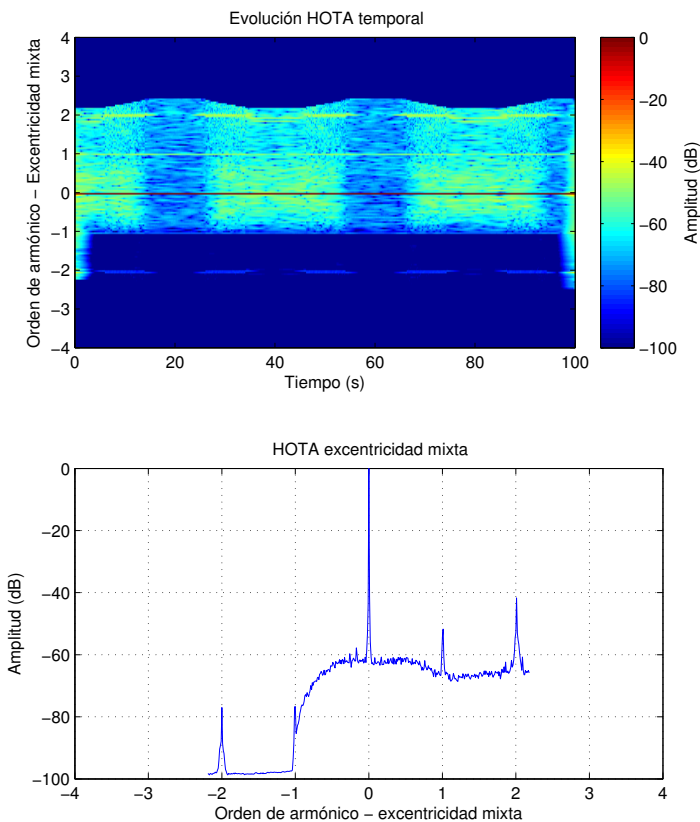 Evolución HOTA temporal
Orden de armónico − Excentricidad mixta
4
3
2
1
0
−1
−2
−3
−4
0 20 40 60 80 100
Tiempo (s)
0
−20
−40
−60
−80
−100
Amplitud (dB)
HOTA excentricidad mixta
Amplitud (dB)
0
−20
−40
−60
−80
−100
−4 −3 −2 −1 0 1 2 3 4
Orden de armónico − excentricidad mixta